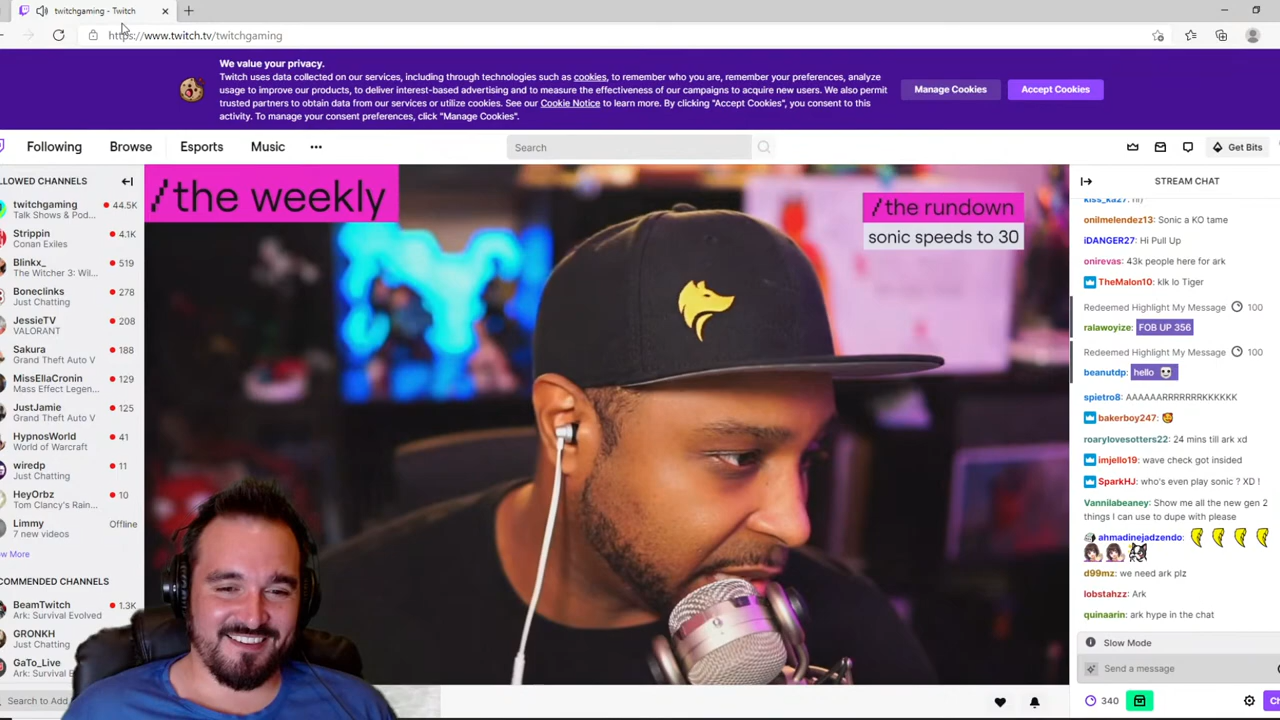 twitchgaming - Twitch
https://www.twitch.tv/twitchgaming
We value your privacy.
Twitch uses data collected on our services, including through technologies such as cookies, to remember who you are, remember your preferences, analyze
usage to improve our products, to deliver interest-based advertising and to measure the effectiveness of our campaigns to acquire new users. We also permit
trusted partners to obtain data from our services or utilize cookies. See our Cookie Notice to learn more. By clicking "Accept Cookies", you consent to this
activity. To manage your consent preferences, click "Manage Cookies".
Manage Cookies
Accept Cookies
Following
Browse
Esports
Music
Search
Get Bits
LLOWED CHANNELS
twitchgaming
44.5K
Talk Shows & Pod...
Strippin
4.1K
Conan Exiles
Blinkx_
519
The Witcher 3: Wil...
Boneclinks
278
Just Chatting
JessieTV
208
VALORANT
Sakura
188
Grand Theft Auto V
MissEllaCronin
129
Mass Effect Legen...
JustJamie
125
Grand Theft Auto V
HypnosWorld
41
World of Warcraft
wiredp
11
Just Chatting
HeyOrbz
10
Tom Clancy's Rain...
Limmy
Offline
7 new videos
ow More
COMMENDED CHANNELS
BeamTwitch
1.3K
Ark: Survival Evolved
GRONKH
Just Chatting
GaTo_Live
Ark: Survival Ev
Search to Add
/the weekly
/the rundown
sonic speeds to 30
STREAM CHAT
kiss_ka27: !!!)
onilmelendez13: Sonic a KO tame
iDANGER27: Hi Pull Up
onirevas: 43k people here for ark
TheMalon10: klk lo Tiger
Redeemed Highlight My Message 100
ralawoyize: FOB UP 356
Redeemed Highlight My Message 100
beanutdp: hello
spietro8: AAAAAARRRRRRRKKKKKK
bakerboy247:
roarylovesotters22: 24 mins till ark xd
imjello19: wave check got insided
SparkHJ: who's even play sonic ? XD !
Vannilabeaney: Show me all the new gen 2
things I can use to dupe with please
ahmadinejadzendo:
d99mz: we need ark plz
lobstahzz: Ark
quinaarin: ark hype in the chat
Slow Mode
Send a message
340
Ch